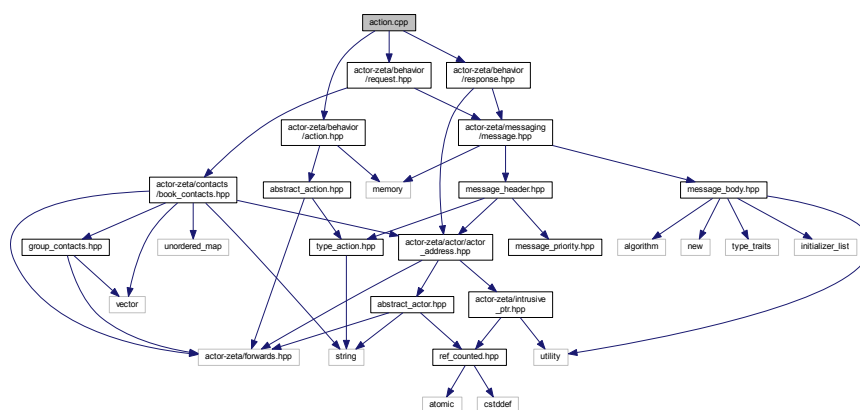 action.cpp
actor-zeta/behavior
/request.hpp
actor-zeta/behavior
/response.hpp
actor-zeta/behavior
/action.hpp
actor-zeta/messaging
/message.hpp
actor-zeta/contacts
/book_contacts.hpp
abstract_action.hpp
memory
message_header.hpp
message_body.hpp
group_contacts.hpp
unordered_map
type_action.hpp
actor-zeta/actor/actor
_address.hpp
message_priority.hpp
algorithm
new
type_traits
initializer_list
vector
abstract_actor.hpp
actor-zeta/intrusive
_ptr.hpp
actor-zeta/forwards.hpp
string
ref_counted.hpp
utility
atomic
cstddef